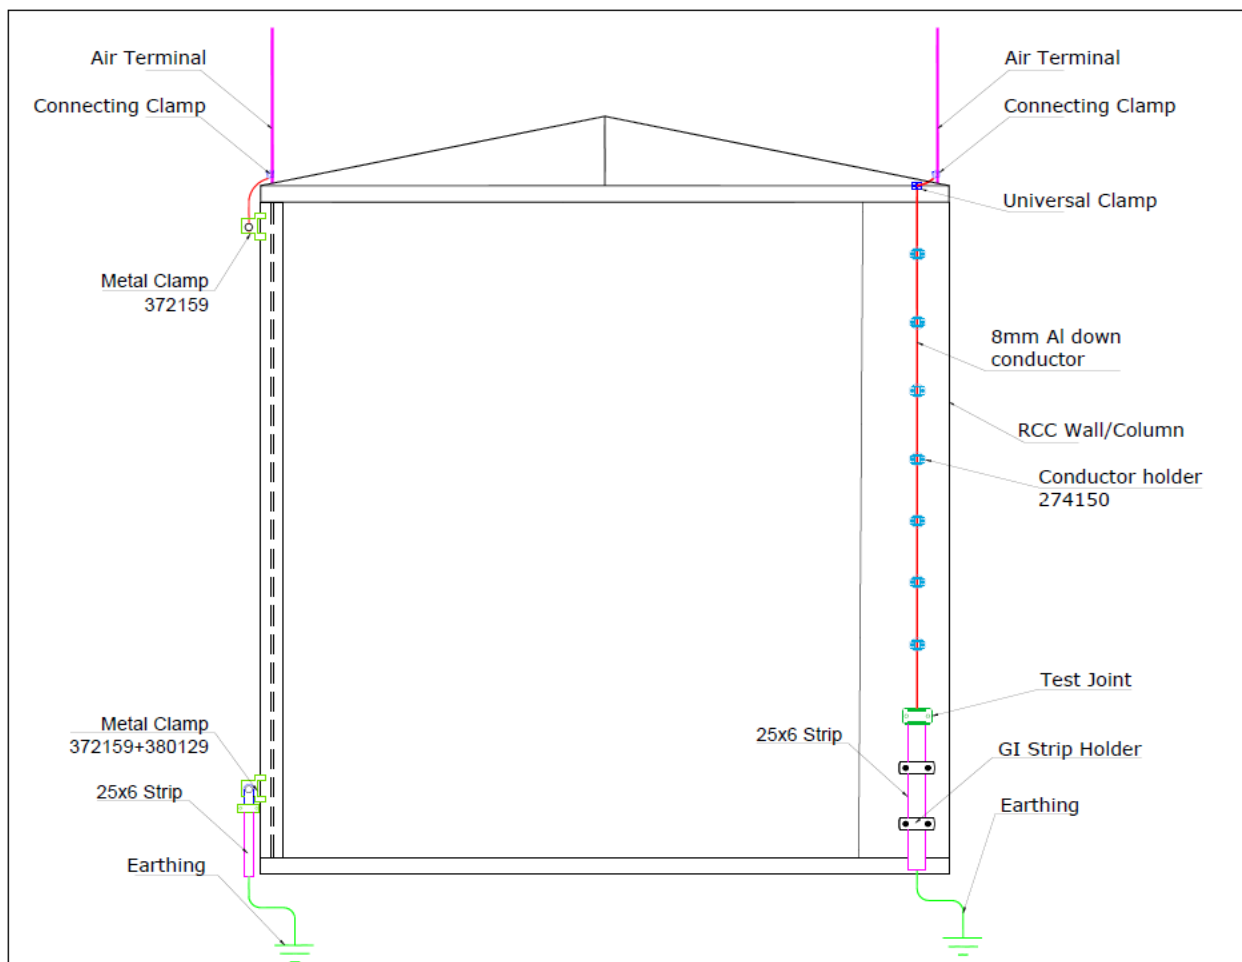 Air Terminal
Connecting Clamp
Metal Clamp
372159
Metal Clamp
372159+380129
25x6 Strip
Earthing
Air Terminal
Connecting Clamp
Universal Clamp
8mm Al down
conductor
RCC Wall/Column
Conductor holder
274150
Test Joint
25x6 Strip
GI Strip Holder
Earthing